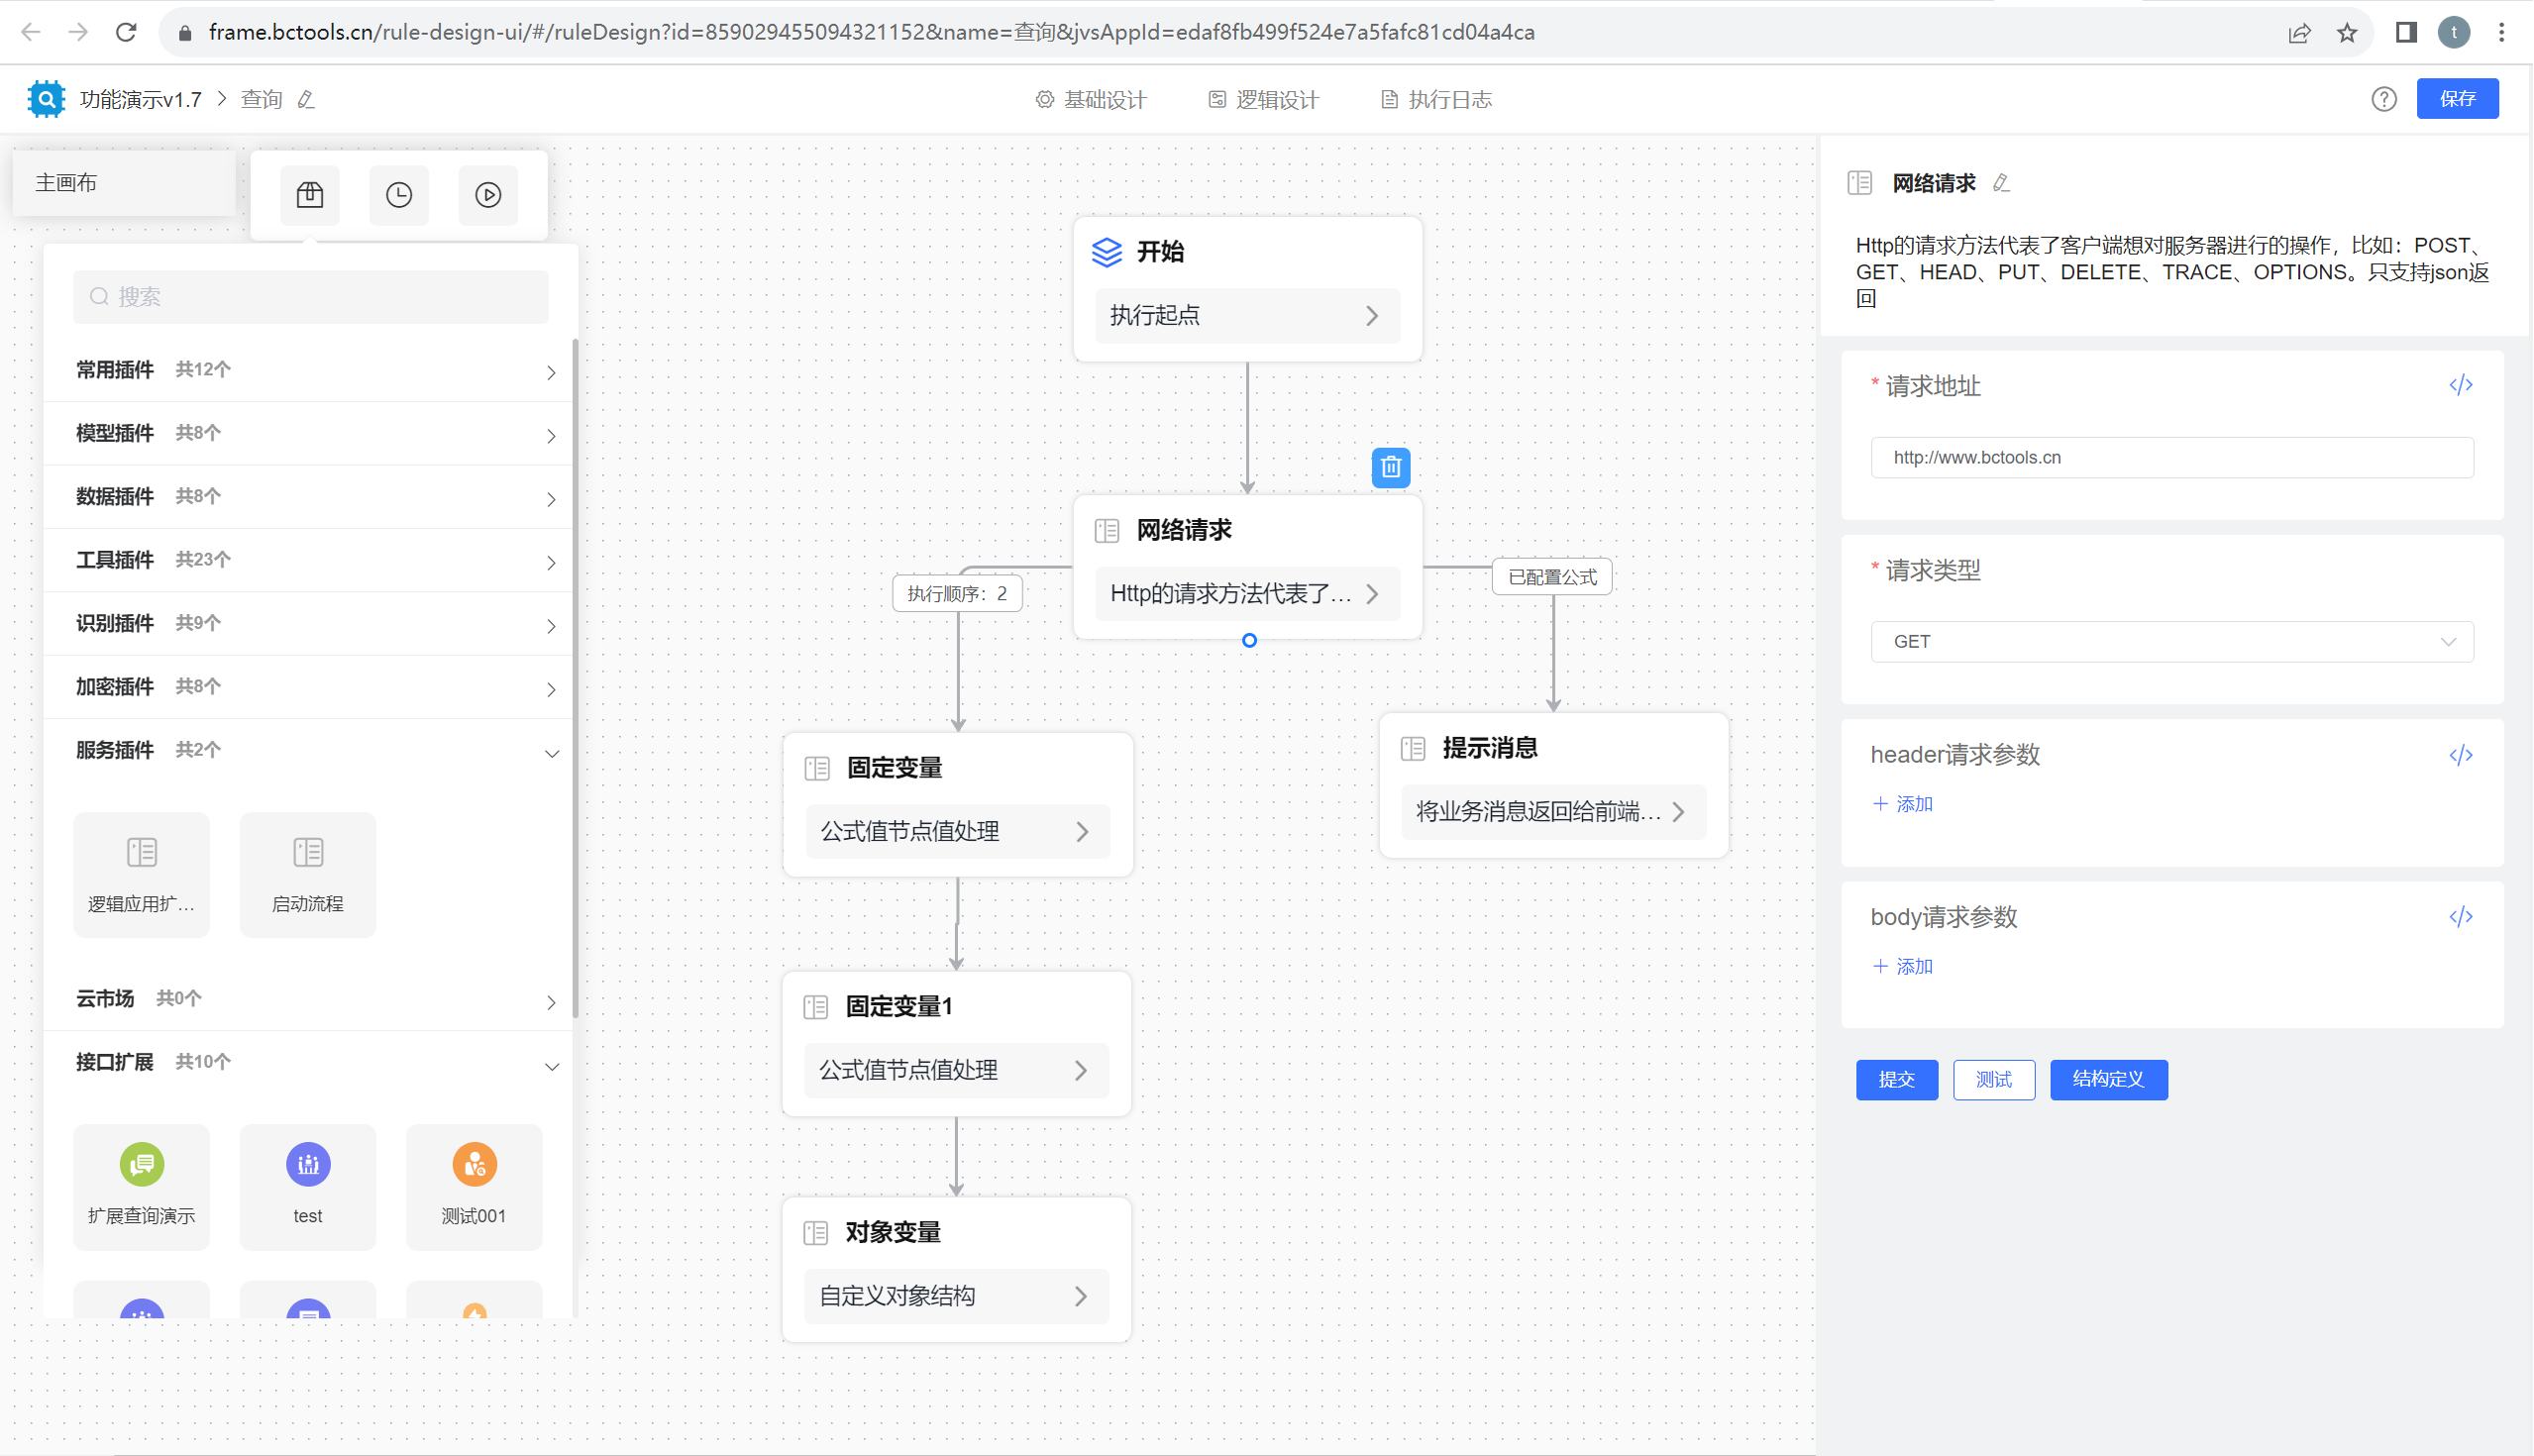 frame.bctools.cn/rule-design-ui/#/ruleDesign?id=859029455094321152&name=查询&jvsAppId=edaf8fb499f524e7a5fafc81cd04a4ca
t
功能演示v1.7 > 查询
基础设计
逻辑设计
执行日志
保存
主画布
搜索
常用插件 共12个
模型插件 共8个
数据插件 共8个
工具插件 共23个
识别插件 共9个
加密插件 共8个
服务插件 共2个
逻辑应用扩…
启动流程
云市场 共0个
接口扩展 共10个
扩展查询演示
test
测试001
开始
执行起点
网络请求
Http的请求方法代表了…
执行顺序：2
已配置公式
固定变量
公式值节点值处理
提示消息
将业务消息返回给前端…
固定变量1
公式值节点值处理
对象变量
自定义对象结构
网络请求
Http的请求方法代表了客户端想对服务器进行的操作，比如：POST、
GET、HEAD、PUT、DELETE、TRACE、OPTIONS。只支持json返
回
* 请求地址
http://www.bctools.cn
* 请求类型
GET
header请求参数
+ 添加
body请求参数
+ 添加
提交
测试
结构定义